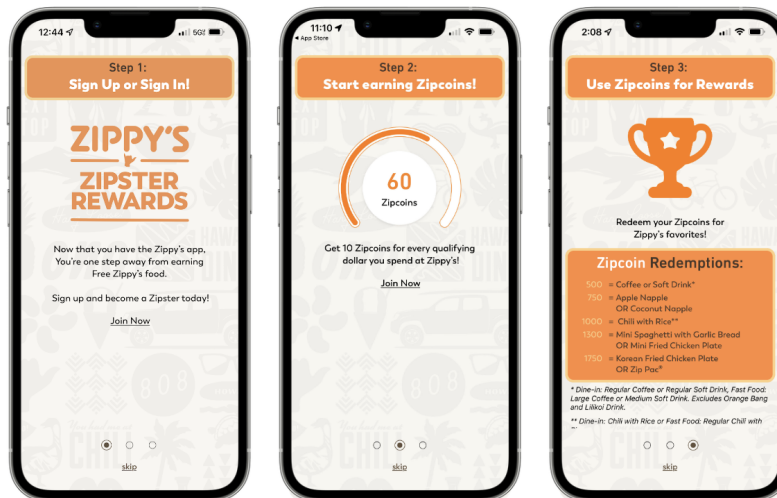 12:44
5G
Step 1:
Sign Up or Sign In!
ZIPPY'S
ZIPSTER
REWARDS
Now that you have the Zippy's app,
You're one step away from earning
Free Zippy's food.
Sign up and become a Zipster today!
Join Now
808
CHILI
skip
11:10
App Store
Step 2:
Start earning Zipcoins!
60
Zipcoins
Get 10 Zipcoins for every qualifying
dollar you spend at Zippy's!
Join Now
808
skip
2:08
Step 3:
Use Zipcoins for Rewards
Redeem your Zipcoins for
Zippy's favorites!
Zipcoin Redemptions:
500 = Coffee or Soft Drink*
750 = Apple Napple
OR Coconut Napple
1000 = Chili with Rice**
1500 = Mini Spaghetti with Garlic Bread
OR Mini Fried Chicken Plate
1750 = Korean Fried Chicken Plate
OR Zip Pac®
* Dine-in: Regular Coffee or Regular Soft Drink, Fast Food:
Large Coffee or Medium Soft Drink. Excludes Orange Bang
and Lilikoi Drink.
** Dine-in: Chili with Rice or Fast Food: Regular Chili with
skip